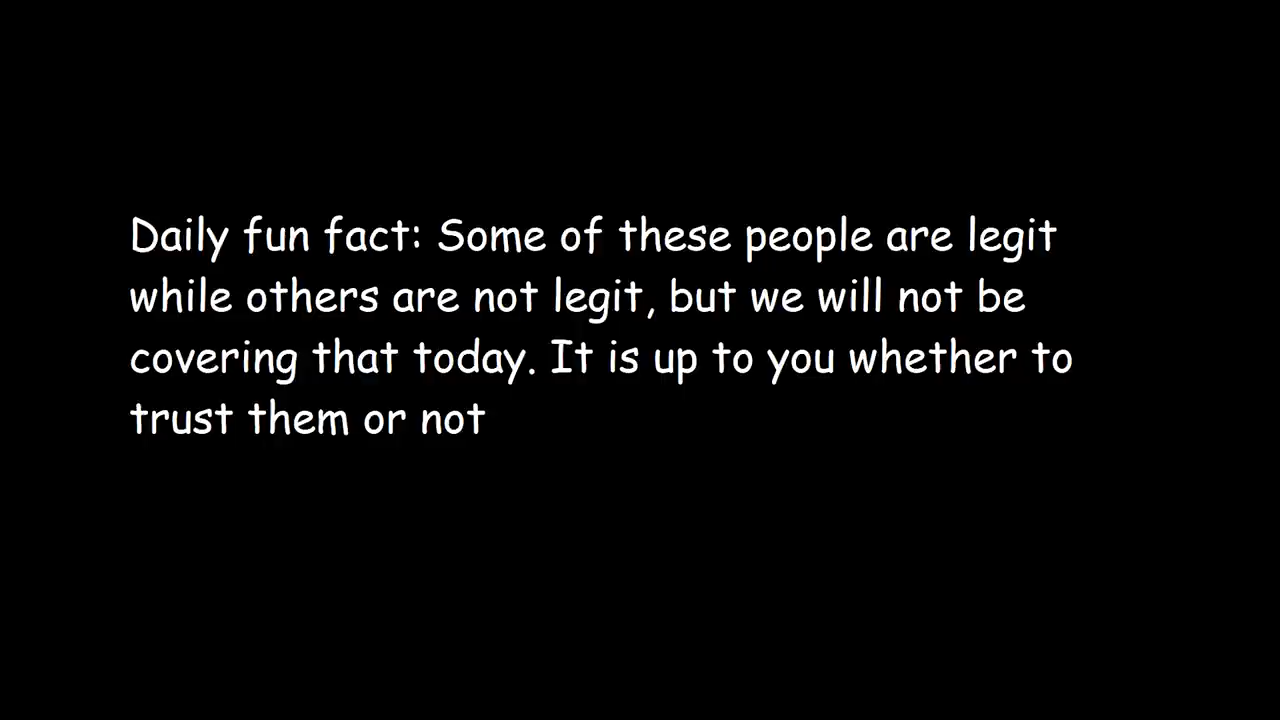 Daily fun fact: Some of these people are legit
while others are not legit, but we will not be
covering that today. It is up to you whether to
trust them or not